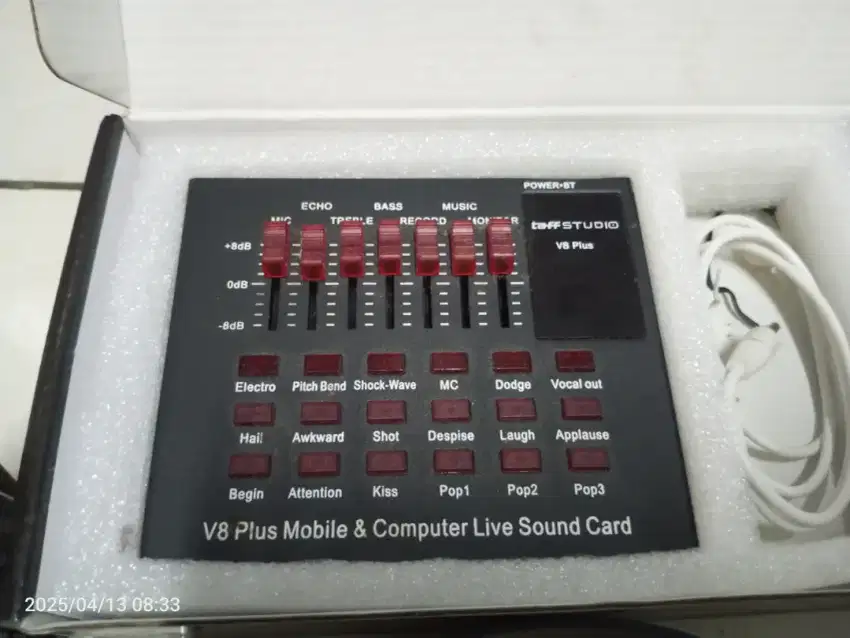 POWER•BT
ECHO BASS MUSIC
MIC TREBLE RECORD MONITAR
taffSTUDIO
V8 Plus
+8dB
0dB
-8dB
Electro Pitch Bend Shock-Wave MC Dodge Vocal out
Hail Awkward Shot Despise Laugh Applause
Begin Attention Kiss Pop1 Pop2 Pop3
V8 Plus Mobile & Computer Live Sound Card
2025/04/13 08:33